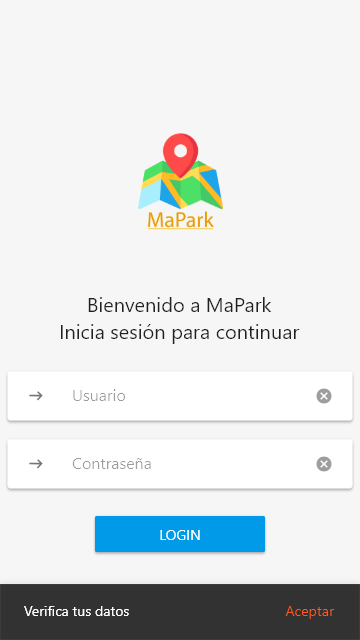 MaPark
Bienvenido a MaPark
Inicia sesión para continuar
Usuario
Contraseña
LOGIN
Verifica tus datos Aceptar